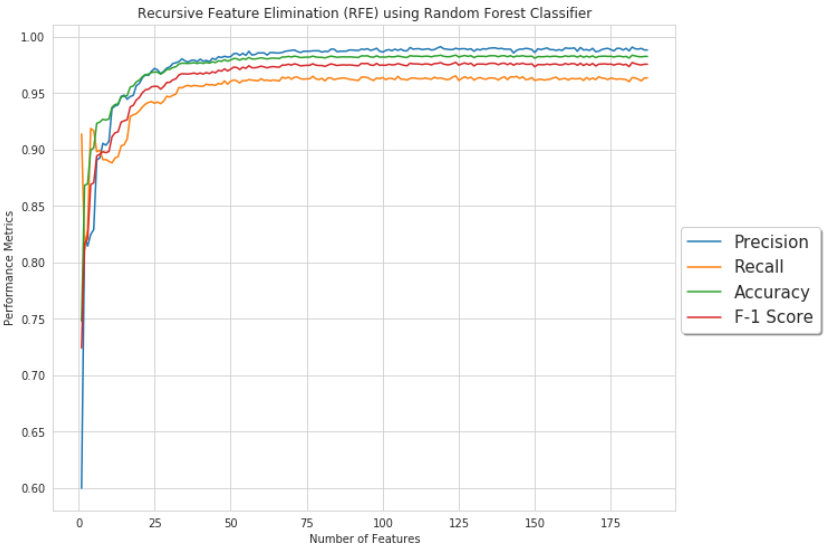 Recursive Feature Elimination (RFE) using Random Forest Classifier
1.00
0.95
0.90
0.85
0.80
0.75
0.70
0.65
0.60
Performance Metrics
0 25 50 75 100 125 150 175
Number of Features
Precision
Recall
Accuracy
F-1 Score